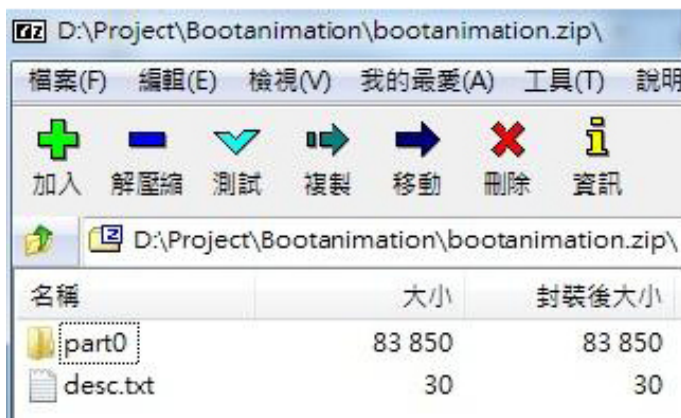 D:\Project\Bootanimation\bootanimation.zip\
檔案(F) 編輯(E) 檢視(V) 我的最愛(A) 工具(T) 說明
加入 解壓縮 測試 複製 移動 刪除 資訊
D:\Project\Bootanimation\bootanimation.zip\
名稱 大小 封裝後大小
part0 83 850 83 850
desc.txt 30 30